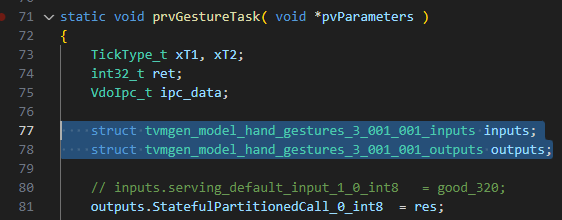 71 static void prvGestureTask( void *pvParameters )
72 {
73 TickType_t xT1, xT2;
74 int32_t ret;
75 VdoIpc_t ipc_data;
76
77 struct tvmgen_model_hand_gestures_3_001_001_inputs inputs;
78 struct tvmgen_model_hand_gestures_3_001_001_outputs outputs;
79
80 // inputs.serving_default_input_1_0_int8 = good_320;
81 outputs.StatefulPartitionedCall_0_int8 = res;